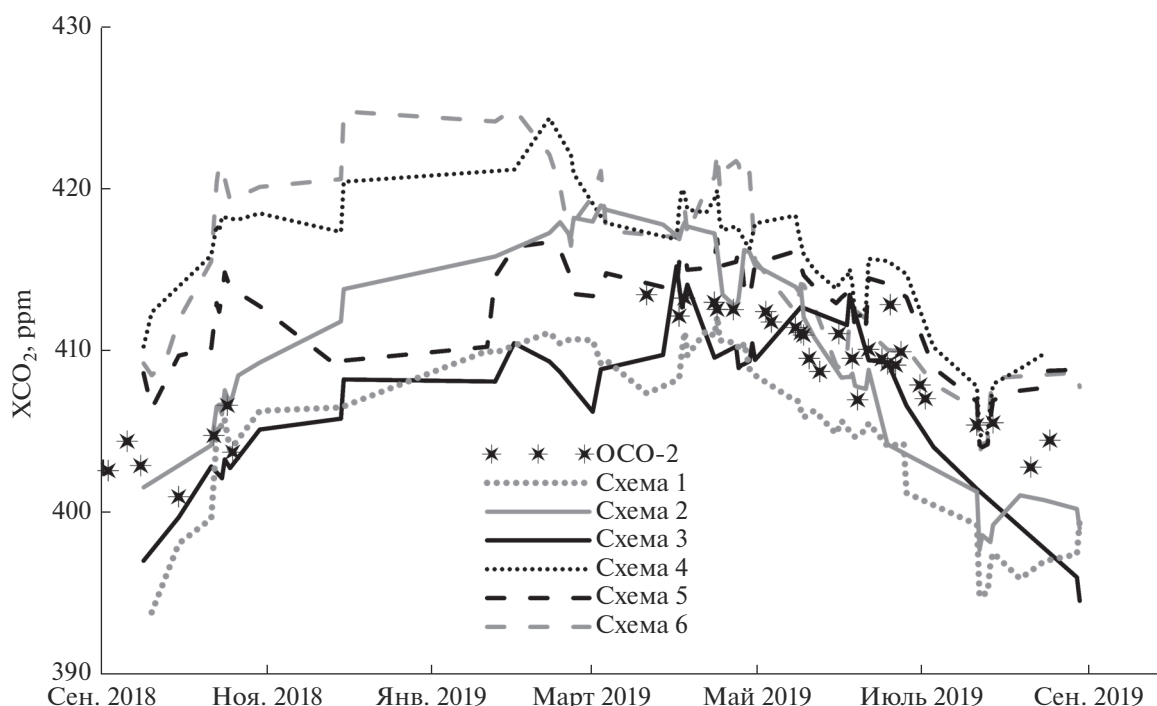 430
420
410
400
390
XCO₂, ppm
ОСО-2
Схема 1
Схема 2
Схема 3
Схема 4
Схема 5
Схема 6
Сен. 2018
Ноя. 2018
Янв. 2019
Март 2019
Май 2019
Июль 2019
Сен. 2019